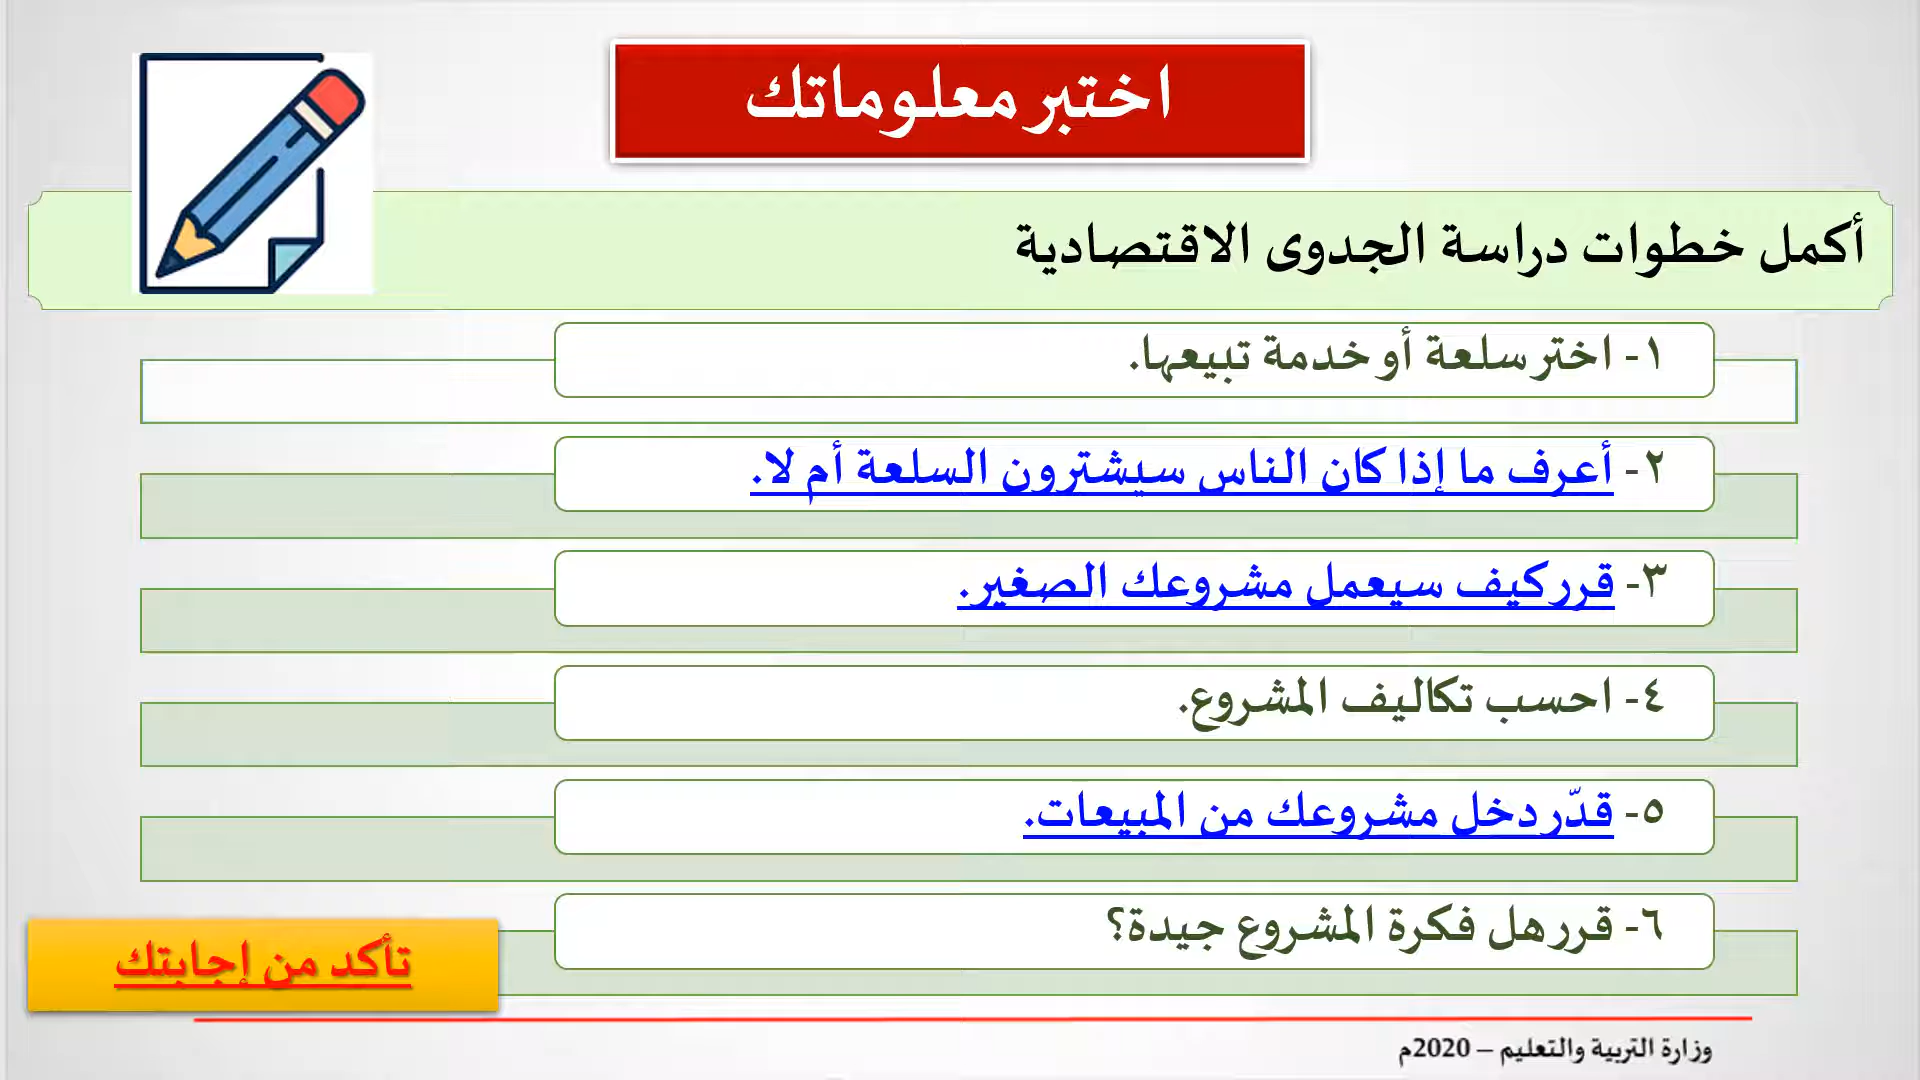 اختبر معلوماتك
أكمل خطوات دراسة الجدوى الاقتصادية
١- اختر سلعة أو خدمة تبيعها.
٢- أعرف ما إذا كان الناس سيشترون السلعة أم لا.
٣- قرر كيف سيعمل مشروعك الصغير.
٤- احسب تكاليف المشروع.
٥- قدّر دخل مشروعك من المبيعات.
٦- قرر هل فكرة المشروع جيدة؟
تأكد من إجابتك
وزارة التربية والتعليم – 2020م